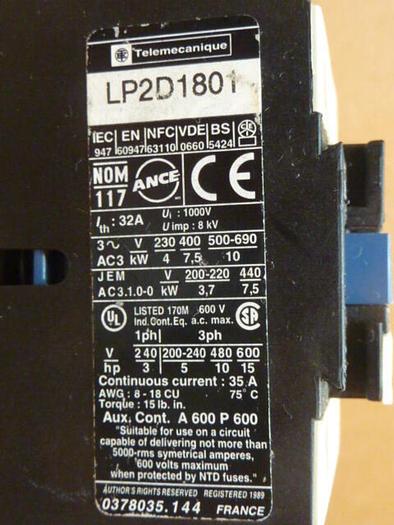 Telemecanique
LP2D1801
IEC EN NFC VDE BS
947 60947 63110 0660 5424
NOM 117 ANCE CE
Ith : 32A Ui : 1000V
U imp : 8 kV
3~ V 230 400 500-690
AC3 kW 4 7,5 10
JEM V 200-220 440
AC3.1.0-0 kW 3,7 7,5
UL LISTED 170M 600 V
Ind.Cont.Eq. a.c. max.
1ph 3ph
V 240 200-240 480 600
hp 3 5 10 15
Continuous current : 35 A
AWG : 8 - 18 CU 75° C
Torque : 15 lb. in.
Aux. Cont. A 600 P 600
"Suitable for use on a circuit
capable of delivering not more than
5000-rms symetrical amperes,
600 volts maximum
when protected by NTD fuses."
AUTHOR'S RIGHTS RESERVED REGISTERED 1989
0378035.144 FRANCE